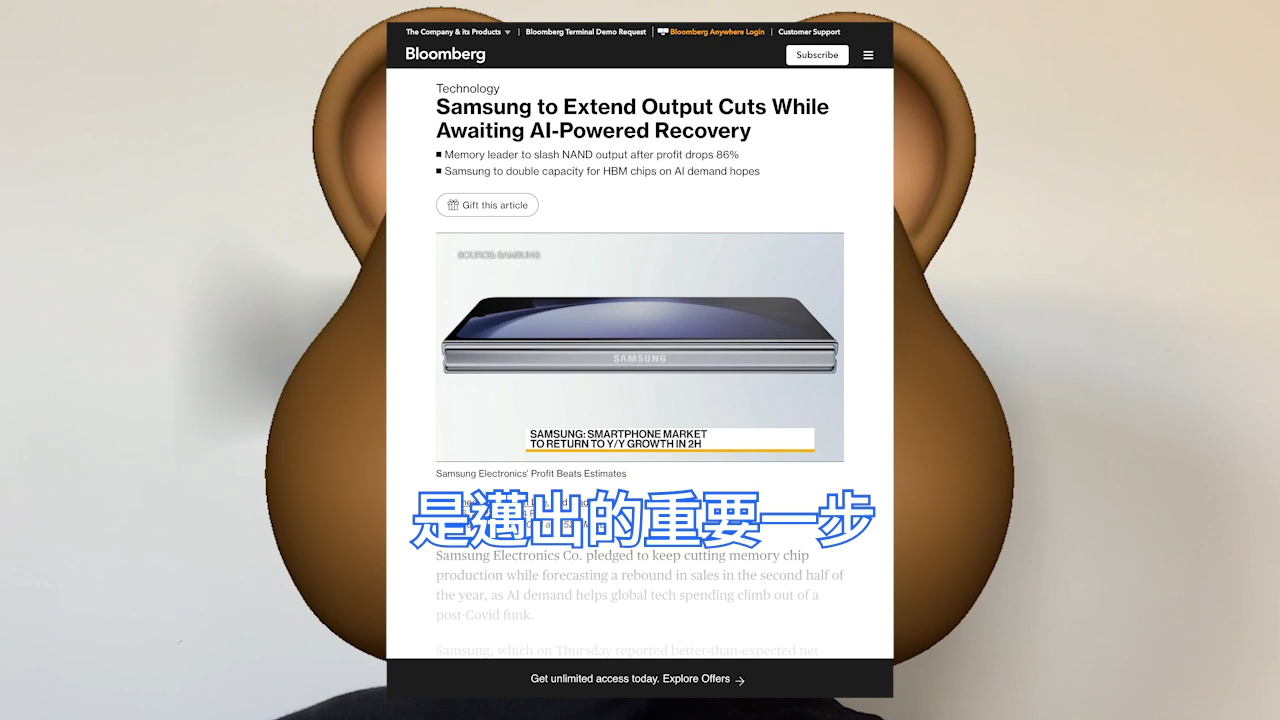 The Company & its Products
Bloomberg Terminal Demo Request
Bloomberg Anywhere Login
Customer Support
Bloomberg
Subscribe
Technology
Samsung to Extend Output Cuts While
Awaiting AI-Powered Recovery
Memory leader to slash NAND output after profit drops 86%
Samsung to double capacity for HBM chips on AI demand hopes
Gift this article
SOURCE: SAMSUNG
SAMSUNG
SAMSUNG: SMARTPHONE MARKET
TO RETURN TO Y/Y GROWTH IN 2H
Samsung Electronics' Profit Beats Estimates
是邁出的重要一步
Samsung Electronics Co. pledged to keep cutting memory chip
production while forecasting a rebound in sales in the second half of
the year, as AI demand helps global tech spending climb out of a
post-Covid funk.
Samsung, which on Thursday reported better-than-expected net
Get unlimited access today. Explore Offers